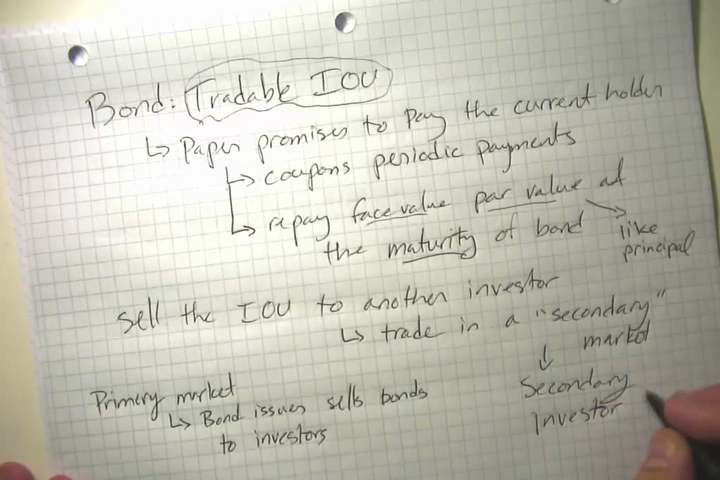 Bond: Tradable IOU
↳ Paper promises to pay the current holder
↳ coupons periodic payments
↳ repay face value par value at
the maturity of bond
↘ like
principal
Sell the IOU to another investor
↳ trade in a "secondary"
market
Primary market
↳ Bond issues sells bonds
to investors
↓
Secondary
Investor